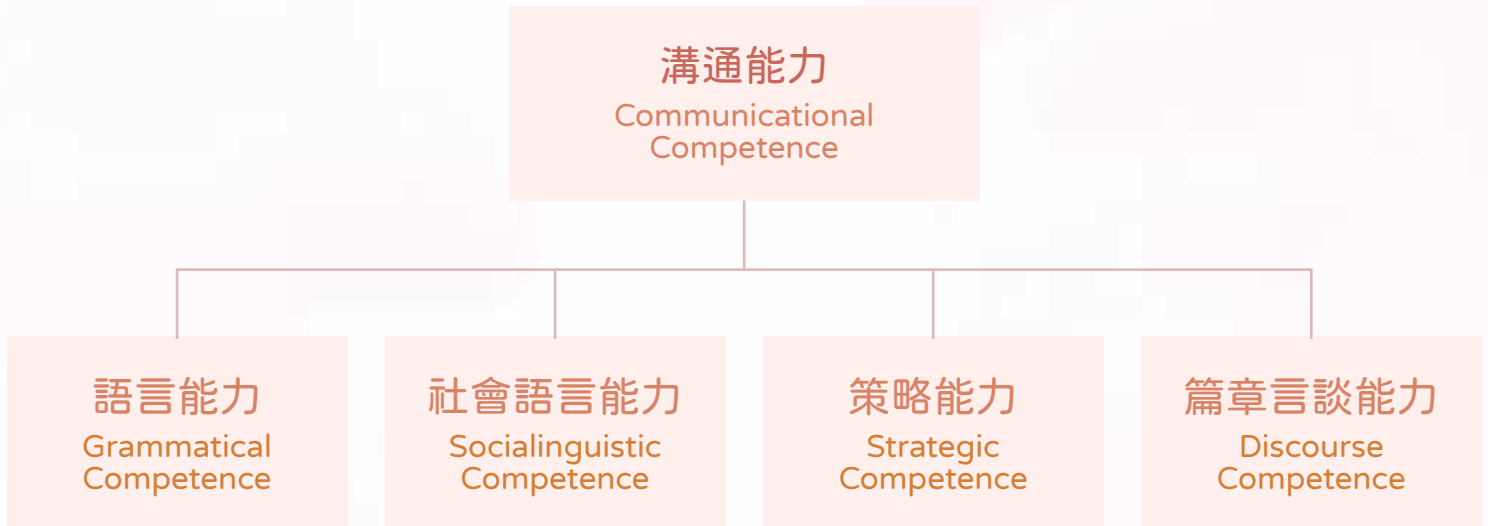 溝通能力
Communicational
Competence
語言能力
Grammatical
Competence
社會語言能力
Socialinguistic
Competence
策略能力
Strategic
Competence
篇章言談能力
Discourse
Competence